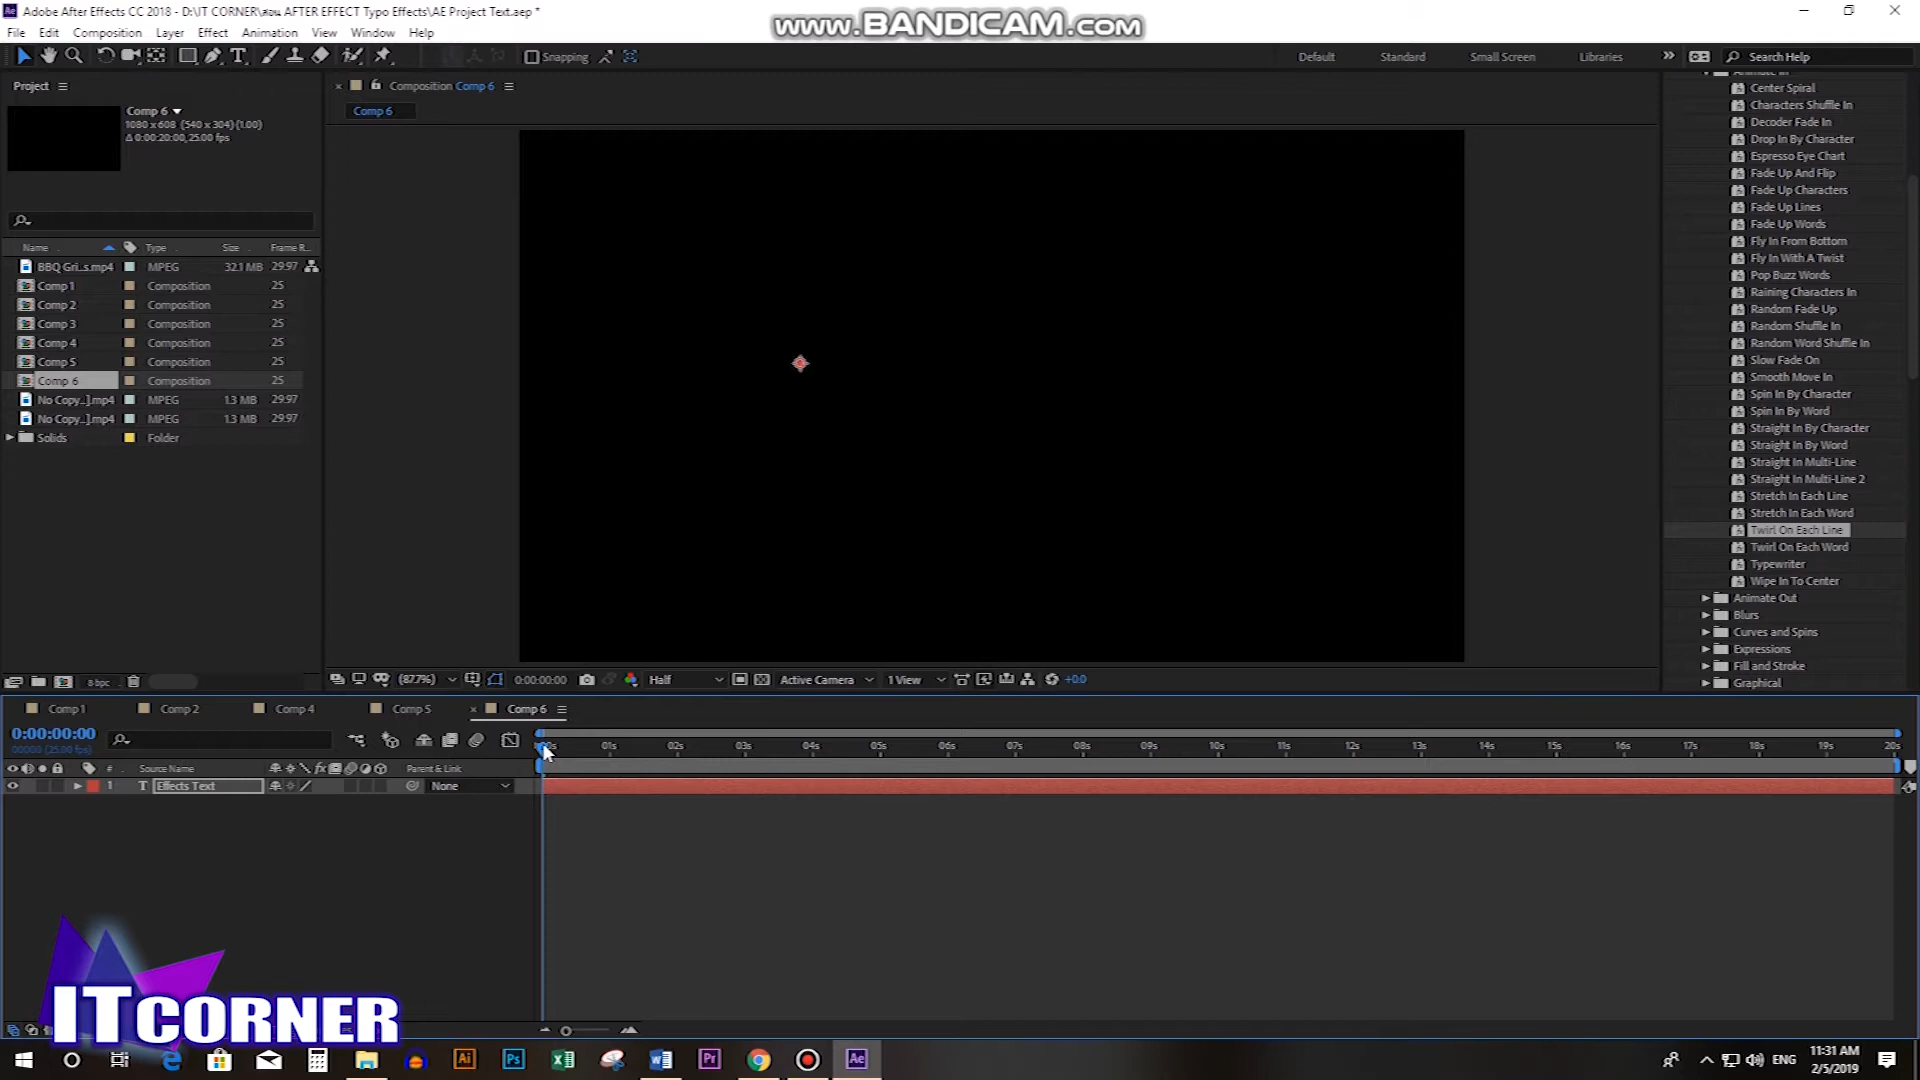 Adobe After Effects CC 2018 - D:\IT CORNER\สอน AFTER EFFECT Typo Effects\AE Project Text.aep *
www.BANDICAM.com
File Edit Composition Layer Effect Animation View Window Help
Snapping
Default Standard Small Screen Libraries
Search Help
Project
Comp 6
1080 x 608 (540 x 304) (1.00)
Δ 0:00:20:00, 25.00 fps
Name Type Size Frame R...
BBQ Gri..s.mp4 MPEG 32.1 MB 29.97
Comp 1 Composition 25
Comp 2 Composition 25
Comp 3 Composition 25
Comp 4 Composition 25
Comp 5 Composition 25
Comp 6 Composition 25
No Copy..].mp4 MPEG 1.3 MB 29.97
No Copy..].mp4 MPEG 1.3 MB 29.97
Solids Folder
8 bpc
Composition Comp 6
Comp 6
(87.7%) 0:00:00:00 Half Active Camera 1 View +0.0
Animate In
Center Spiral
Characters Shuffle In
Decoder Fade In
Drop In By Character
Espresso Eye Chart
Fade Up And Flip
Fade Up Characters
Fade Up Lines
Fade Up Words
Fly In From Bottom
Fly In With A Twist
Pop Buzz Words
Raining Characters In
Random Fade Up
Random Shuffle In
Random Word Shuffle In
Slow Fade On
Smooth Move In
Spin In By Character
Spin In By Word
Straight In By Character
Straight In By Word
Straight In Multi-Line
Straight In Multi-Line 2
Stretch In Each Line
Stretch In Each Word
Twirl On Each Line
Twirl On Each Word
Typewriter
Wipe In To Center
Animate Out
Blurs
Curves and Spins
Expressions
Fill and Stroke
Graphical
Comp 1 Comp 2 Comp 4 Comp 5 Comp 6
0:00:00:00
00000 (25.00 fps)
01s 02s 03s 04s 05s 06s 07s 08s 09s 10s 11s 12s 13s 14s 15s 16s 17s 18s 19s 20s
# Source Name fx Parent & Link
1 T Effects Text None
ITCORNER
Ai Ps Pr Ae
ENG
11:31 AM
2/5/2019